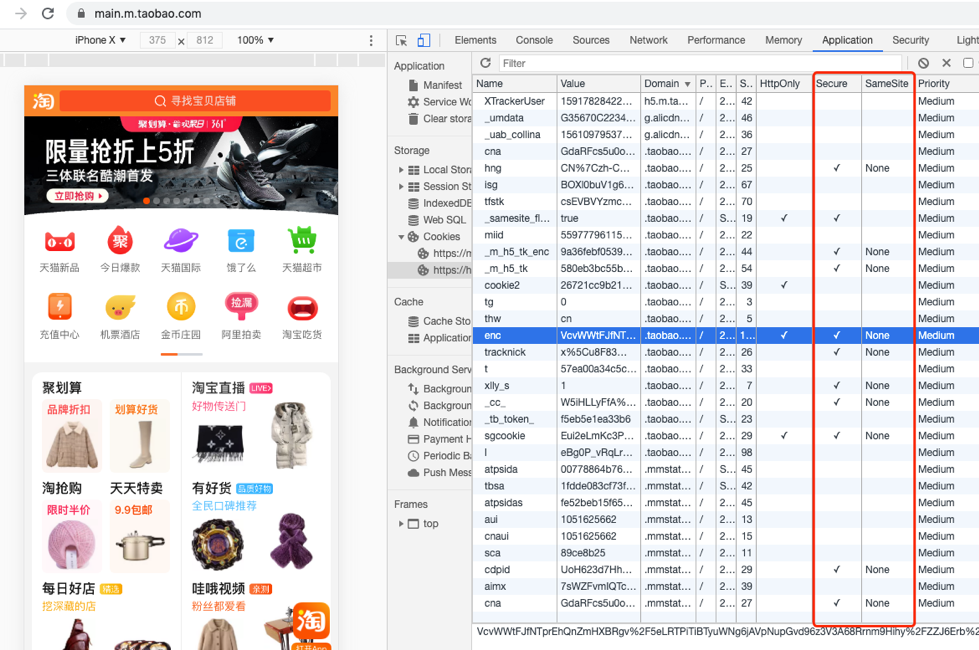 main.m.taobao.com
iPhone X ▼ 375 x 812 100% ▼
Elements Console Sources Network Performance Memory Application Security
淘 寻找宝贝店铺
聚划算
361°
限量抢折上5折
三体联名酷潮首发
立即抢购
天猫新品 今日爆款 天猫国际 饿了么 天猫超市
聚
捡漏
充值中心 机票酒店 金币庄园 阿里拍卖 淘宝吃货
聚划算 淘宝直播 LIVE
品牌折扣 划算好货 好物传送门
淘抢购 天天特卖 有好货 品质好物
限时半价 9.9包邮 全民口碑推荐
每日好店 精选 哇哦视频 亲测
挖深藏的店 粉丝都爱看
淘
打开App
Application
Manifest
Service Wo
Clear stora
Storage
Local Stora
Session St
IndexedDB
Web SQL
Cookies
https://m
https://h
Cache
Cache Sto
Application
Background Serv
Backgroun
Backgroun
Notification
Payment H
Periodic Ba
Push Mess
Frames
top
Filter
Name Value Domain ▼ P.. E.. S.. HttpOnly Secure SameSite Priority
XTrackerUser 15917828422... h5.m.ta... / 2... 42 Medium
_umdata G35670C2234... g.alicdn... / 2... 46 Medium
_uab_collina 15610979537... g.alicdn... / 2... 36 Medium
cna GdaRFcs5u0o... .taobao.... / 2... 27 Medium
hng CN%7Czh-C... .taobao.... / 2... 25 ✓ None Medium
isg BOXl0buV1g6... .taobao.... / 2... 67 Medium
tfstk csEVBVYzmc... .taobao.... / 2... 70 Medium
_samesite_fl... true .taobao.... / S... 19 ✓ ✓ Medium
miid 55977796115... .taobao.... / 2... 22 Medium
_m_h5_tk_enc 9a36febf0539... .taobao.... / 2... 44 ✓ None Medium
_m_h5_tk 580eb3bc55b... .taobao.... / 2... 54 ✓ None Medium
cookie2 26721cc9b21... .taobao.... / S... 39 ✓ Medium
tg 0 .taobao.... / 2... 3 Medium
thw cn .taobao.... / 2... 5 Medium
enc VcvWWtFJfNT... .taobao.... / 2... 1... ✓ ✓ None Medium
tracknick x%5Cu8F83... .taobao.... / 2... 26 ✓ None Medium
t 57ea00a34c5c... .taobao.... / 2... 33 Medium
xlly_s 1 .taobao.... / 2... 7 ✓ None Medium
_cc_ W5iHLLyFfA%... .taobao.... / 2... 20 ✓ None Medium
_tb_token_ f5eb5e1ea33b6 .taobao.... / S... 23 Medium
sgcookie Eui2eLmKc3P... .taobao.... / 2... 29 ✓ ✓ None Medium
l eBg0P_vRqLr... .taobao.... / 2... 98 Medium
atpsida 00778864b76... .mmstat... / S... 45 Medium
tbsa 1fdde083cf73f... .mmstat... / S... 42 Medium
atpsidas fe52beb15f65... .mmstat... / 2... 45 Medium
aui 1051625662 .mmstat... / 2... 13 Medium
cnaui 1051625662 .mmstat... / 2... 15 Medium
sca 89ce8b25 .mmstat... / 2... 11 Medium
cdpid UoH623d7Hh... .mmstat... / 2... 29 ✓ None Medium
aimx 7sWZFvmlQTc... .mmstat... / 2... 39 Medium
cna GdaRFcs5u0o... .mmstat... / 2... 27 ✓ None Medium
VcvWWtFJfNTprEhQnZmHXBRgv%2F5eLRTPiTiBTyuWNg6jAVpNupGvd96z3V3A68Rrnm9Hihy%2FZZJ6Erb%2